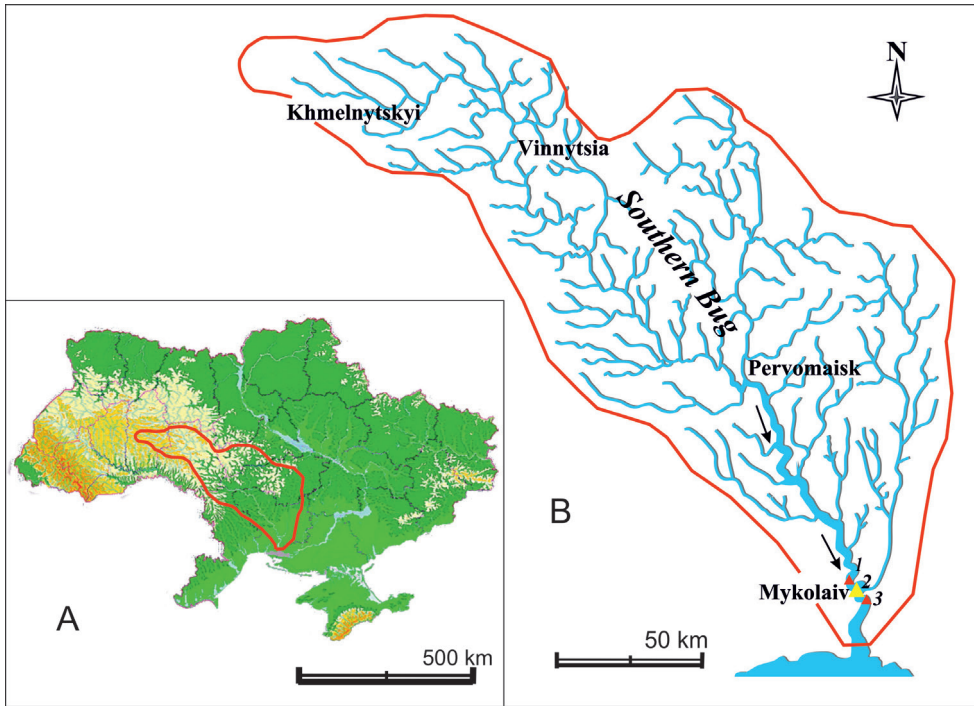 N
Khmelnytskyi
Vinnytsia
Southern Bug
Pervomaisk
B
1
2
Mykolaiv
3
A
500 km
50 km